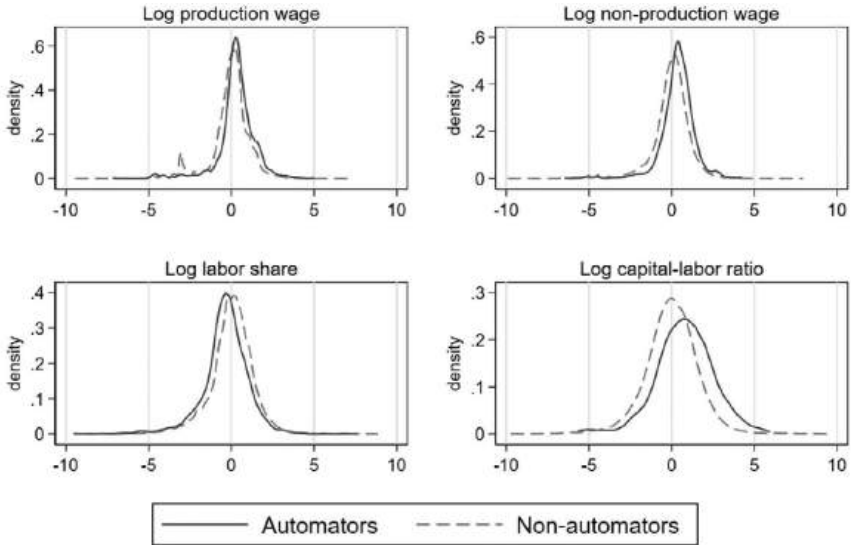 Log production wage
Log non-production wage
density
.6
.4
.2
0
-10 -5 0 5 10
density
.6
.4
.2
0
-10 -5 0 5 10
Log labor share
Log capital-labor ratio
density
.4
.3
.2
.1
0
-10 -5 0 5 10
density
.3
.2
.1
0
-10 -5 0 5 10
Automators Non-automators